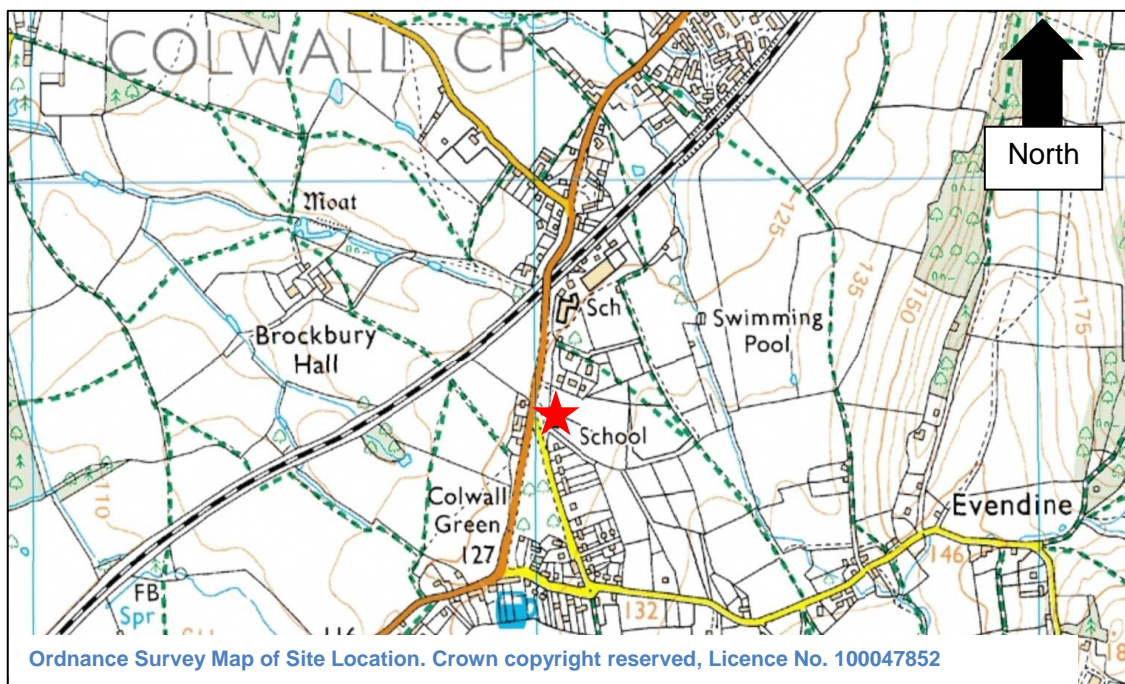 COLWALL CP
North
Moat
125
135
150
175
Sch
Swimming
Pool
Brockbury
Hall
School
Colwall
Green
127
110
Evendine
146
FB
Spr
132
116
Ordnance Survey Map of Site Location. Crown copyright reserved, Licence No. 100047852